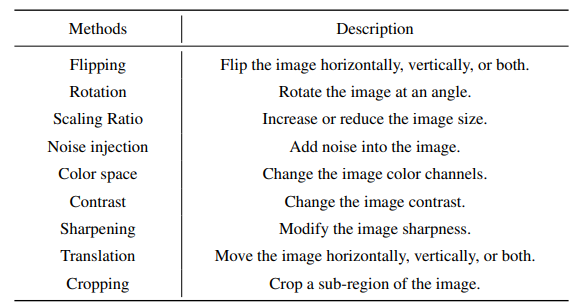 Methods Description
Flipping Flip the image horizontally, vertically, or both.
Rotation Rotate the image at an angle.
Scaling Ratio Increase or reduce the image size.
Noise injection Add noise into the image.
Color space Change the image color channels.
Contrast Change the image contrast.
Sharpening Modify the image sharpness.
Translation Move the image horizontally, vertically, or both.
Cropping Crop a sub-region of the image.